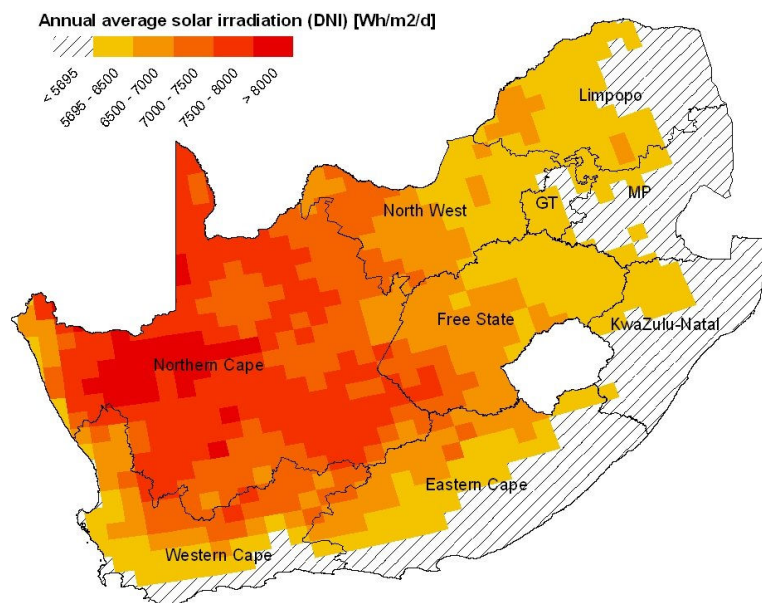 Annual average solar irradiation (DNI) [Wh/m2/d]
< 5695
5695 - 6500
6500 - 7000
7000 - 7500
7500 - 8000
> 8000
Limpopo
North West
GT
MP
Free State
KwaZulu-Natal
Northern Cape
Eastern Cape
Western Cape